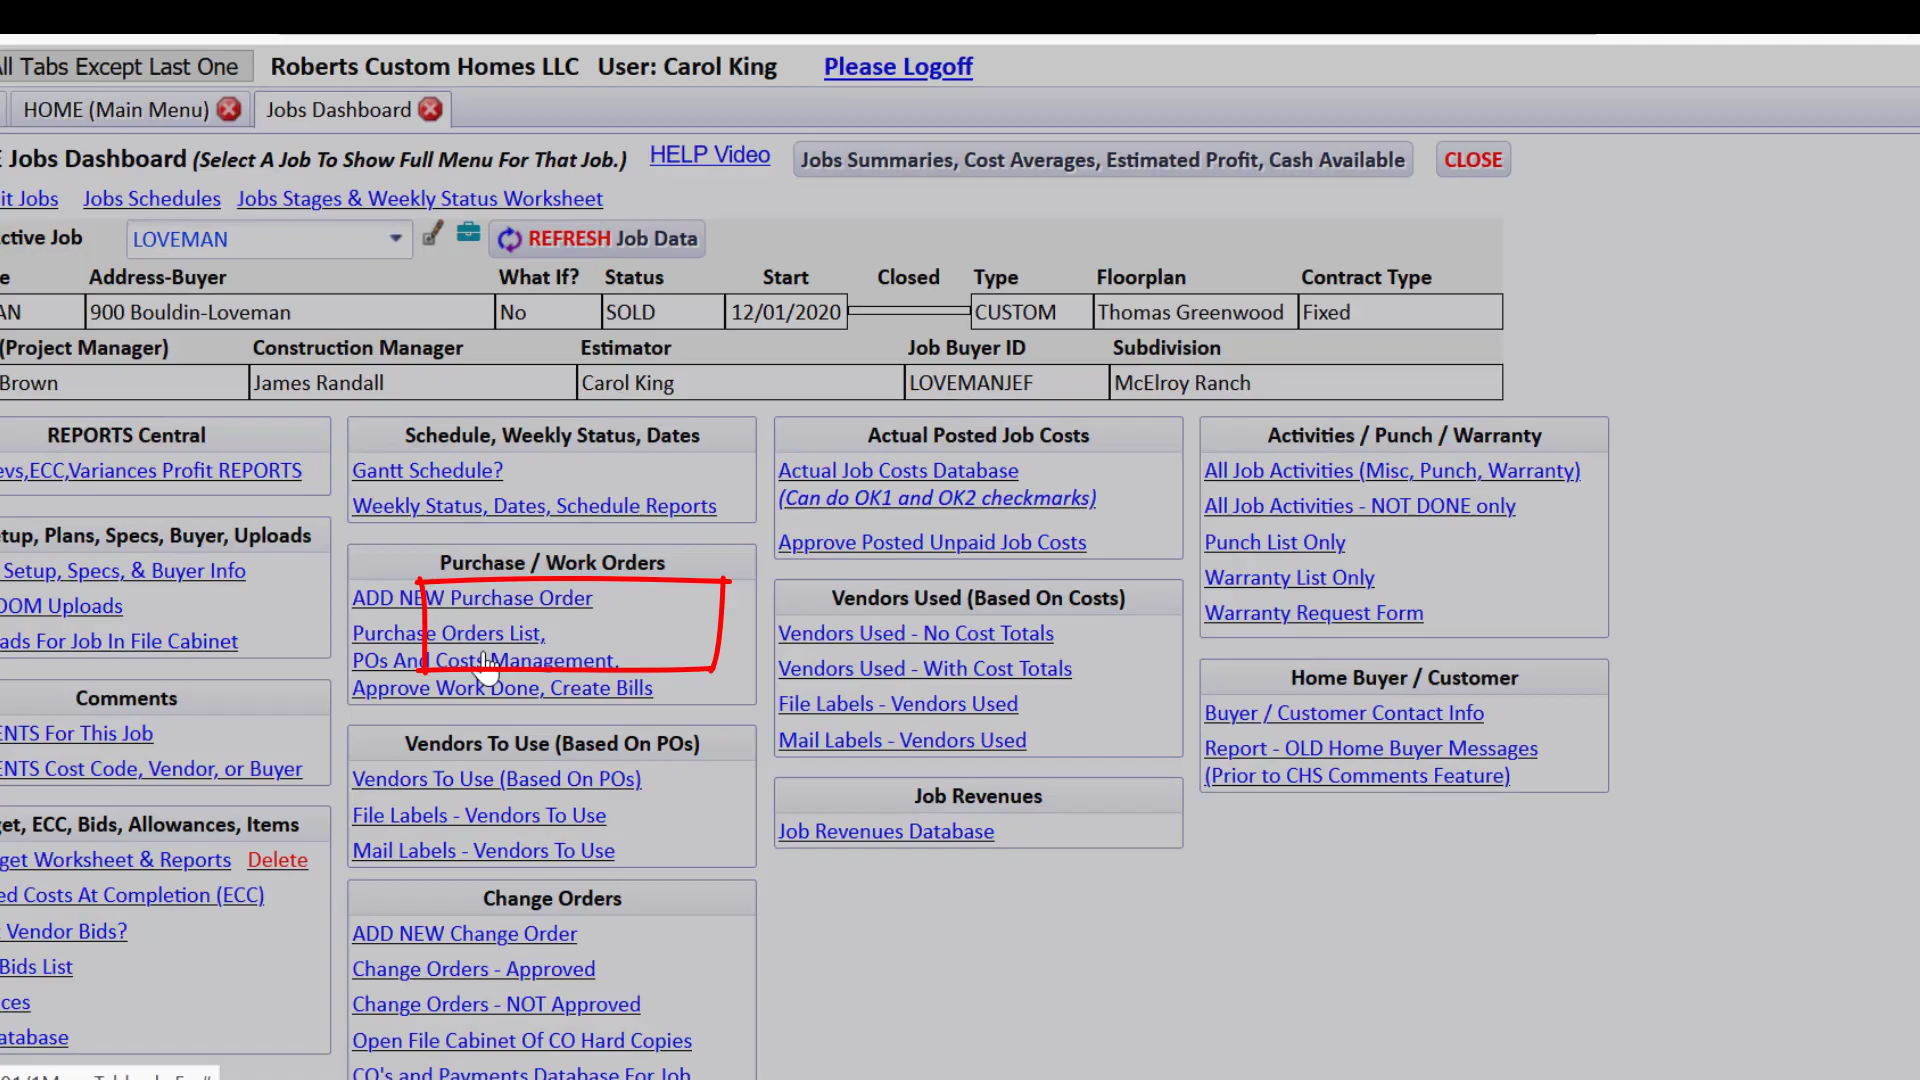 ll Tabs Except Last One Roberts Custom Homes LLC User: Carol King Please Logoff
HOME (Main Menu) Jobs Dashboard
E Jobs Dashboard (Select A Job To Show Full Menu For That Job.) HELP Video Jobs Summaries, Cost Averages, Estimated Profit, Cash Available CLOSE
it Jobs Jobs Schedules Jobs Stages & Weekly Status Worksheet
ctive Job LOVEMAN REFRESH Job Data
e Address-Buyer What If? Status Start Closed Type Floorplan Contract Type
AN 900 Bouldin-Loveman No SOLD 12/01/2020 CUSTOM Thomas Greenwood Fixed
(Project Manager) Construction Manager Estimator Job Buyer ID Subdivision
Brown James Randall Carol King LOVEMANJEF McElroy Ranch
REPORTS Central
evs,ECC,Variances Profit REPORTS
etup, Plans, Specs, Buyer, Uploads
Setup, Specs, & Buyer Info
OOM Uploads
ads For Job In File Cabinet
Comments
ENTS For This Job
ENTS Cost Code, Vendor, or Buyer
get, ECC, Bids, Allowances, Items
get Worksheet & Reports Delete
ed Costs At Completion (ECC)
Vendor Bids?
Bids List
ces
atabase
Schedule, Weekly Status, Dates
Gantt Schedule?
Weekly Status, Dates, Schedule Reports
Purchase / Work Orders
ADD NEW Purchase Order
Purchase Orders List,
POs And Costs Management,
Approve Work Done, Create Bills
Vendors To Use (Based On POs)
Vendors To Use (Based On POs)
File Labels - Vendors To Use
Mail Labels - Vendors To Use
Change Orders
ADD NEW Change Order
Change Orders - Approved
Change Orders - NOT Approved
Open File Cabinet Of CO Hard Copies
CO's and Payments Database For Job
Actual Posted Job Costs
Actual Job Costs Database
(Can do OK1 and OK2 checkmarks)
Approve Posted Unpaid Job Costs
Vendors Used (Based On Costs)
Vendors Used - No Cost Totals
Vendors Used - With Cost Totals
File Labels - Vendors Used
Mail Labels - Vendors Used
Job Revenues
Job Revenues Database
Activities / Punch / Warranty
All Job Activities (Misc, Punch, Warranty)
All Job Activities - NOT DONE only
Punch List Only
Warranty List Only
Warranty Request Form
Home Buyer / Customer
Buyer / Customer Contact Info
Report - OLD Home Buyer Messages
(Prior to CHS Comments Feature)